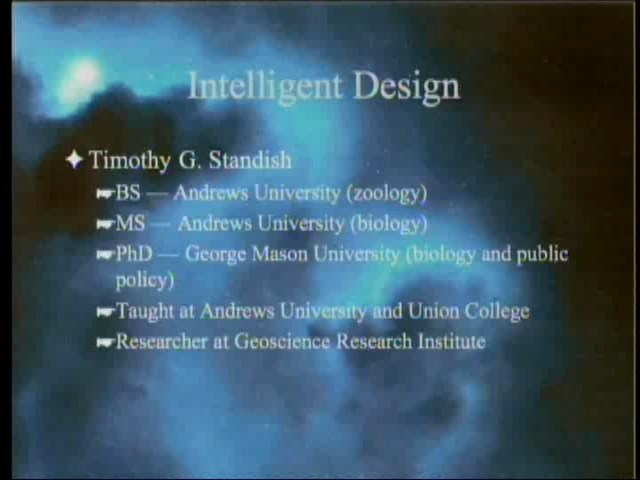 Intelligent Design
Timothy G. Standish
BS — Andrews University (zoology)
MS — Andrews University (biology)
PhD — George Mason University (biology and public
policy)
Taught at Andrews University and Union College
Researcher at Geoscience Research Institute